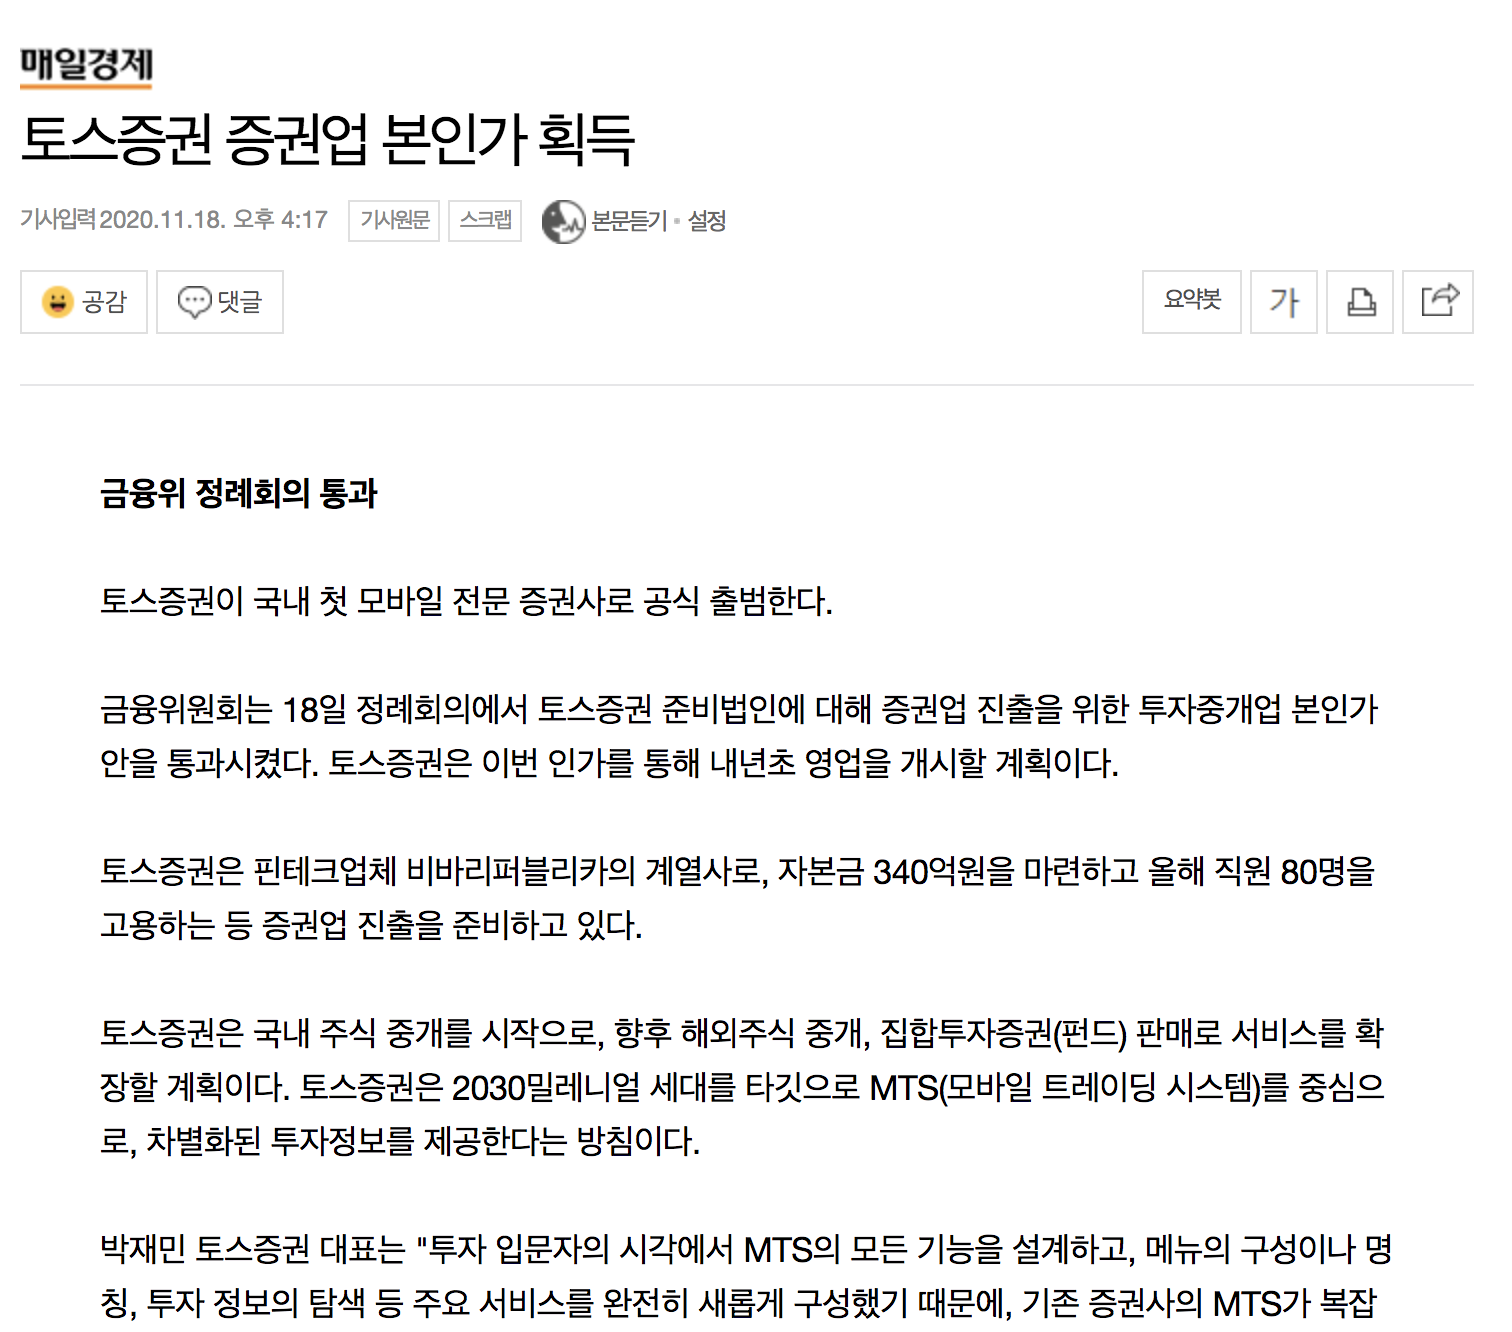 매일경제
토스증권 증권업 본인가 획득
기사입력 2020.11.18. 오후 4:17 기사원문 스크랩 본문듣기 · 설정
공감 댓글 요약봇 가
금융위 정례회의 통과
토스증권이 국내 첫 모바일 전문 증권사로 공식 출범한다.
금융위원회는 18일 정례회의에서 토스증권 준비법인에 대해 증권업 진출을 위한 투자중개업 본인가
안을 통과시켰다. 토스증권은 이번 인가를 통해 내년초 영업을 개시할 계획이다.
토스증권은 핀테크업체 비바리퍼블리카의 계열사로, 자본금 340억원을 마련하고 올해 직원 80명을
고용하는 등 증권업 진출을 준비하고 있다.
토스증권은 국내 주식 중개를 시작으로, 향후 해외주식 중개, 집합투자증권(펀드) 판매로 서비스를 확
장할 계획이다. 토스증권은 2030밀레니얼 세대를 타깃으로 MTS(모바일 트레이딩 시스템)를 중심으
로, 차별화된 투자정보를 제공한다는 방침이다.
박재민 토스증권 대표는 "투자 입문자의 시각에서 MTS의 모든 기능을 설계하고, 메뉴의 구성이나 명
칭, 투자 정보의 탐색 등 주요 서비스를 완전히 새롭게 구성했기 때문에, 기존 증권사의 MTS가 복잡